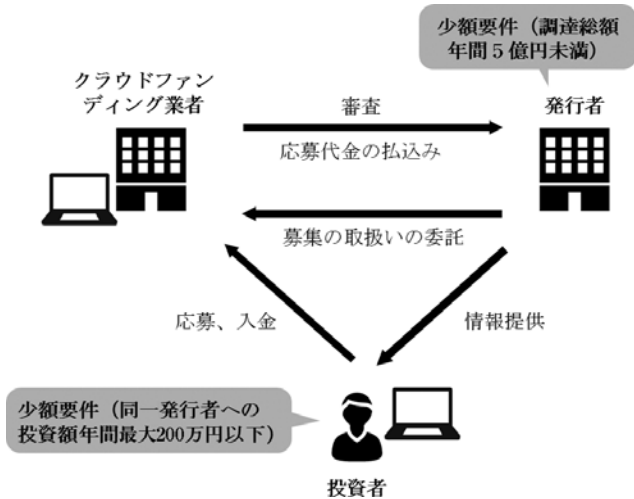 少額要件（調達総額
年間５億円未満）
クラウドファン
ディング業者
発行者
審査
応募代金の払込み
募集の取扱いの委託
応募、入金
情報提供
少額要件（同一発行者への
投資額年間最大200万円以下）
投資者